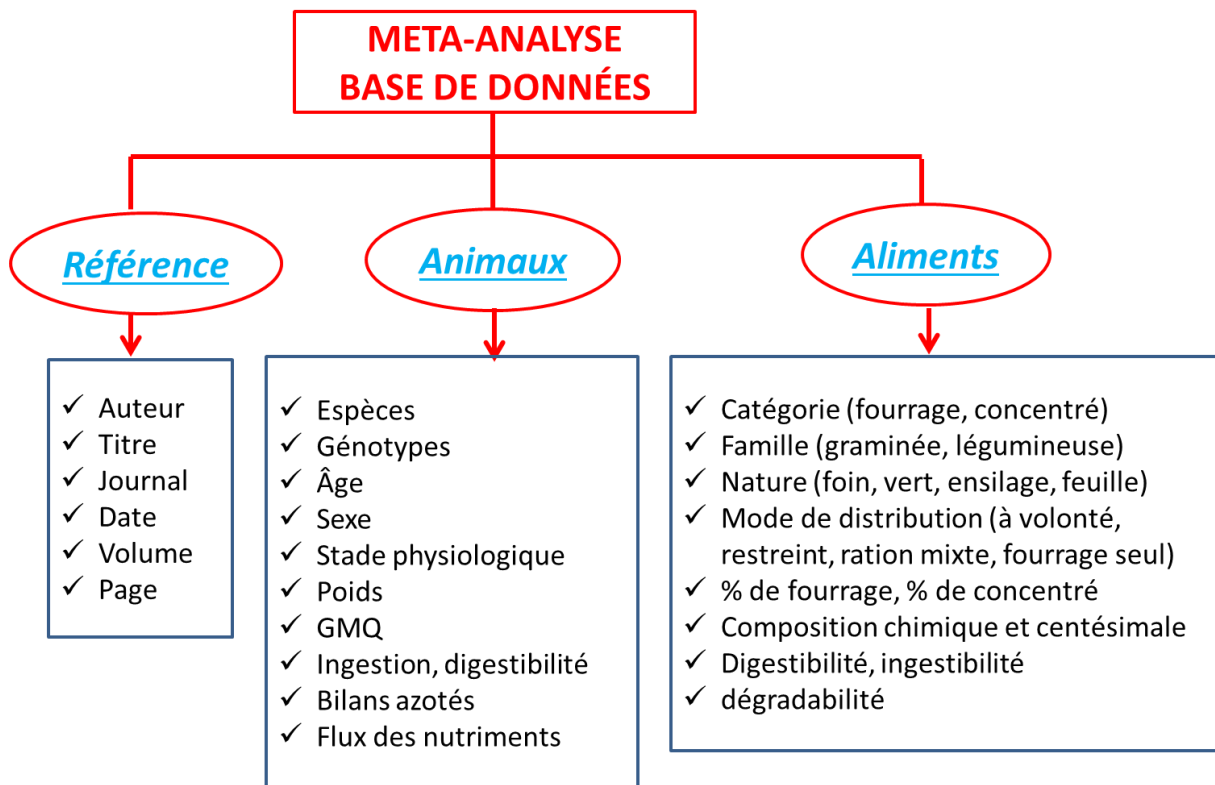 META-ANALYSE
BASE DE DONNÉES
Référence
Animaux
Aliments
✓ Auteur
✓ Titre
✓ Journal
✓ Date
✓ Volume
✓ Page
✓ Espèces
✓ Génotypes
✓ Âge
✓ Sexe
✓ Stade physiologique
✓ Poids
✓ GMQ
✓ Ingestion, digestibilité
✓ Bilans azotés
✓ Flux des nutriments
✓ Catégorie (fourrage, concentré)
✓ Famille (graminée, légumineuse)
✓ Nature (foin, vert, ensilage, feuille)
✓ Mode de distribution (à volonté,
restreint, ration mixte, fourrage seul)
✓ % de fourrage, % de concentré
✓ Composition chimique et centésimale
✓ Digestibilité, ingestibilité
✓ dégradabilité